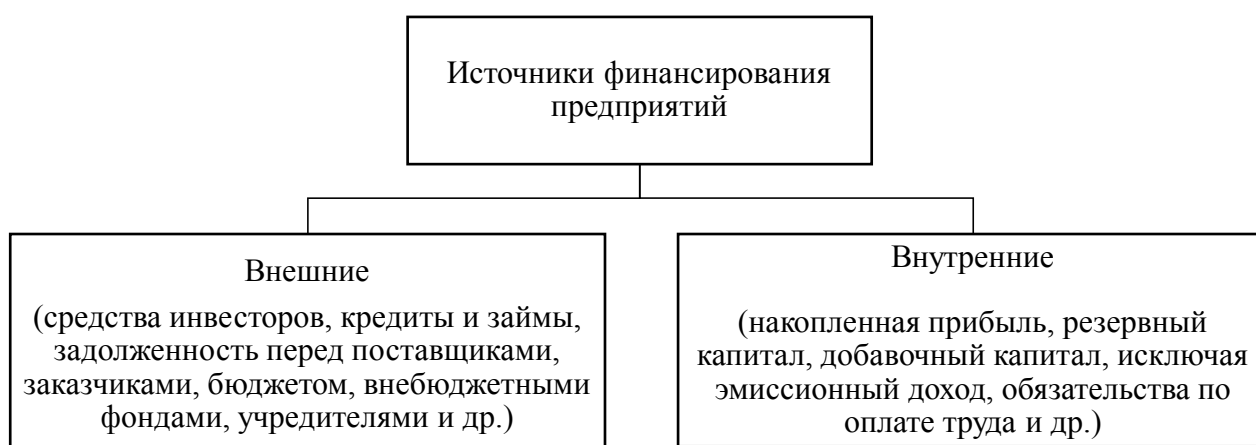 Источники финансирования
предприятий
Внешние
(средства инвесторов, кредиты и займы,
задолженность перед поставщиками,
заказчиками, бюджетом, внебюджетными
фондами, учредителями и др.)
Внутренние
(накопленная прибыль, резервный
капитал, добавочный капитал, исключая
эмиссионный доход, обязательства по
оплате труда и др.)